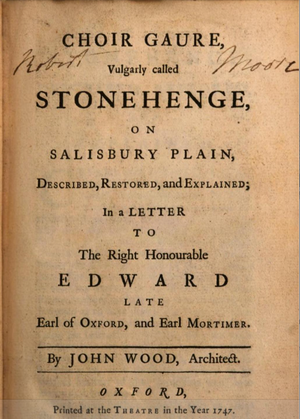 CHOIR GAURE,
Robert Moore
Vulgarly called
STONEHENGE,
ON
SALISBURY PLAIN,
DESCRIBED, RESTORED, and EXPLAINED;
In a LETTER
TO
The Right Honourable
EDWARD
LATE
Earl of OXFORD, and Earl MORTIMER.
By JOHN WOOD, Architect.
OXFORD,
Printed at the THEATRE in the Year 1747.